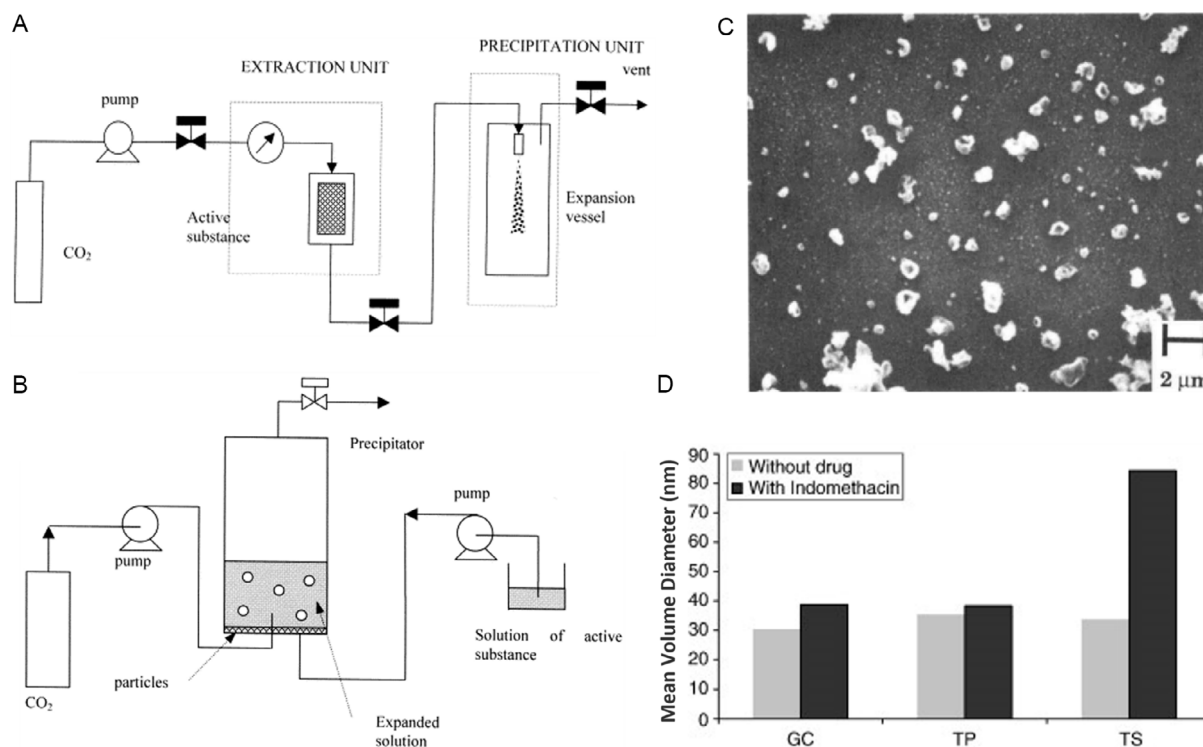 A
EXTRACTION UNIT
PRECIPITATION UNIT
vent
pump
Active
substance
Expansion
vessel
CO₂
B
Precipitator
pump
pump
Solution of active
substance
particles
CO₂
Expanded
solution
C
2 μm
D
Mean Volume Diameter (nm)
90
80
70
60
50
40
30
20
10
0
Without drug
With Indomethacin
GC
TP
TS